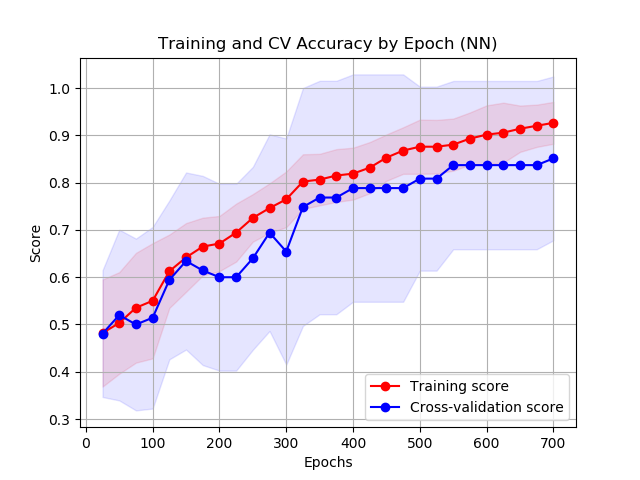 Training and CV Accuracy by Epoch (NN)
Score
1.0
0.9
0.8
0.7
0.6
0.5
0.4
0.3
Training score
Cross-validation score
0 100 200 300 400 500 600 700
Epochs